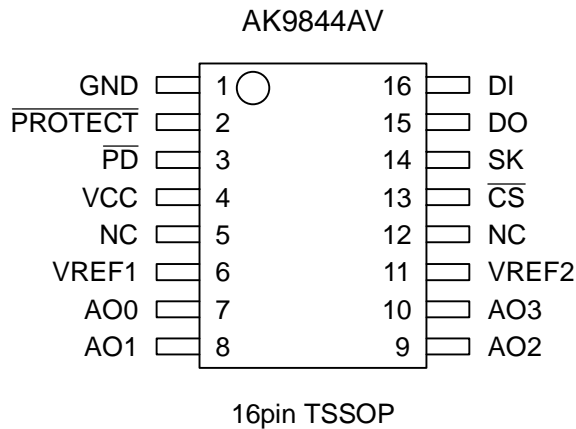 AK9844AV
GND 1 16 DI
PROTECT 2 15 DO
PD 3 14 SK
VCC 4 13 CS
NC 5 12 NC
VREF1 6 11 VREF2
AO0 7 10 AO3
AO1 8 9 AO2
16pin TSSOP